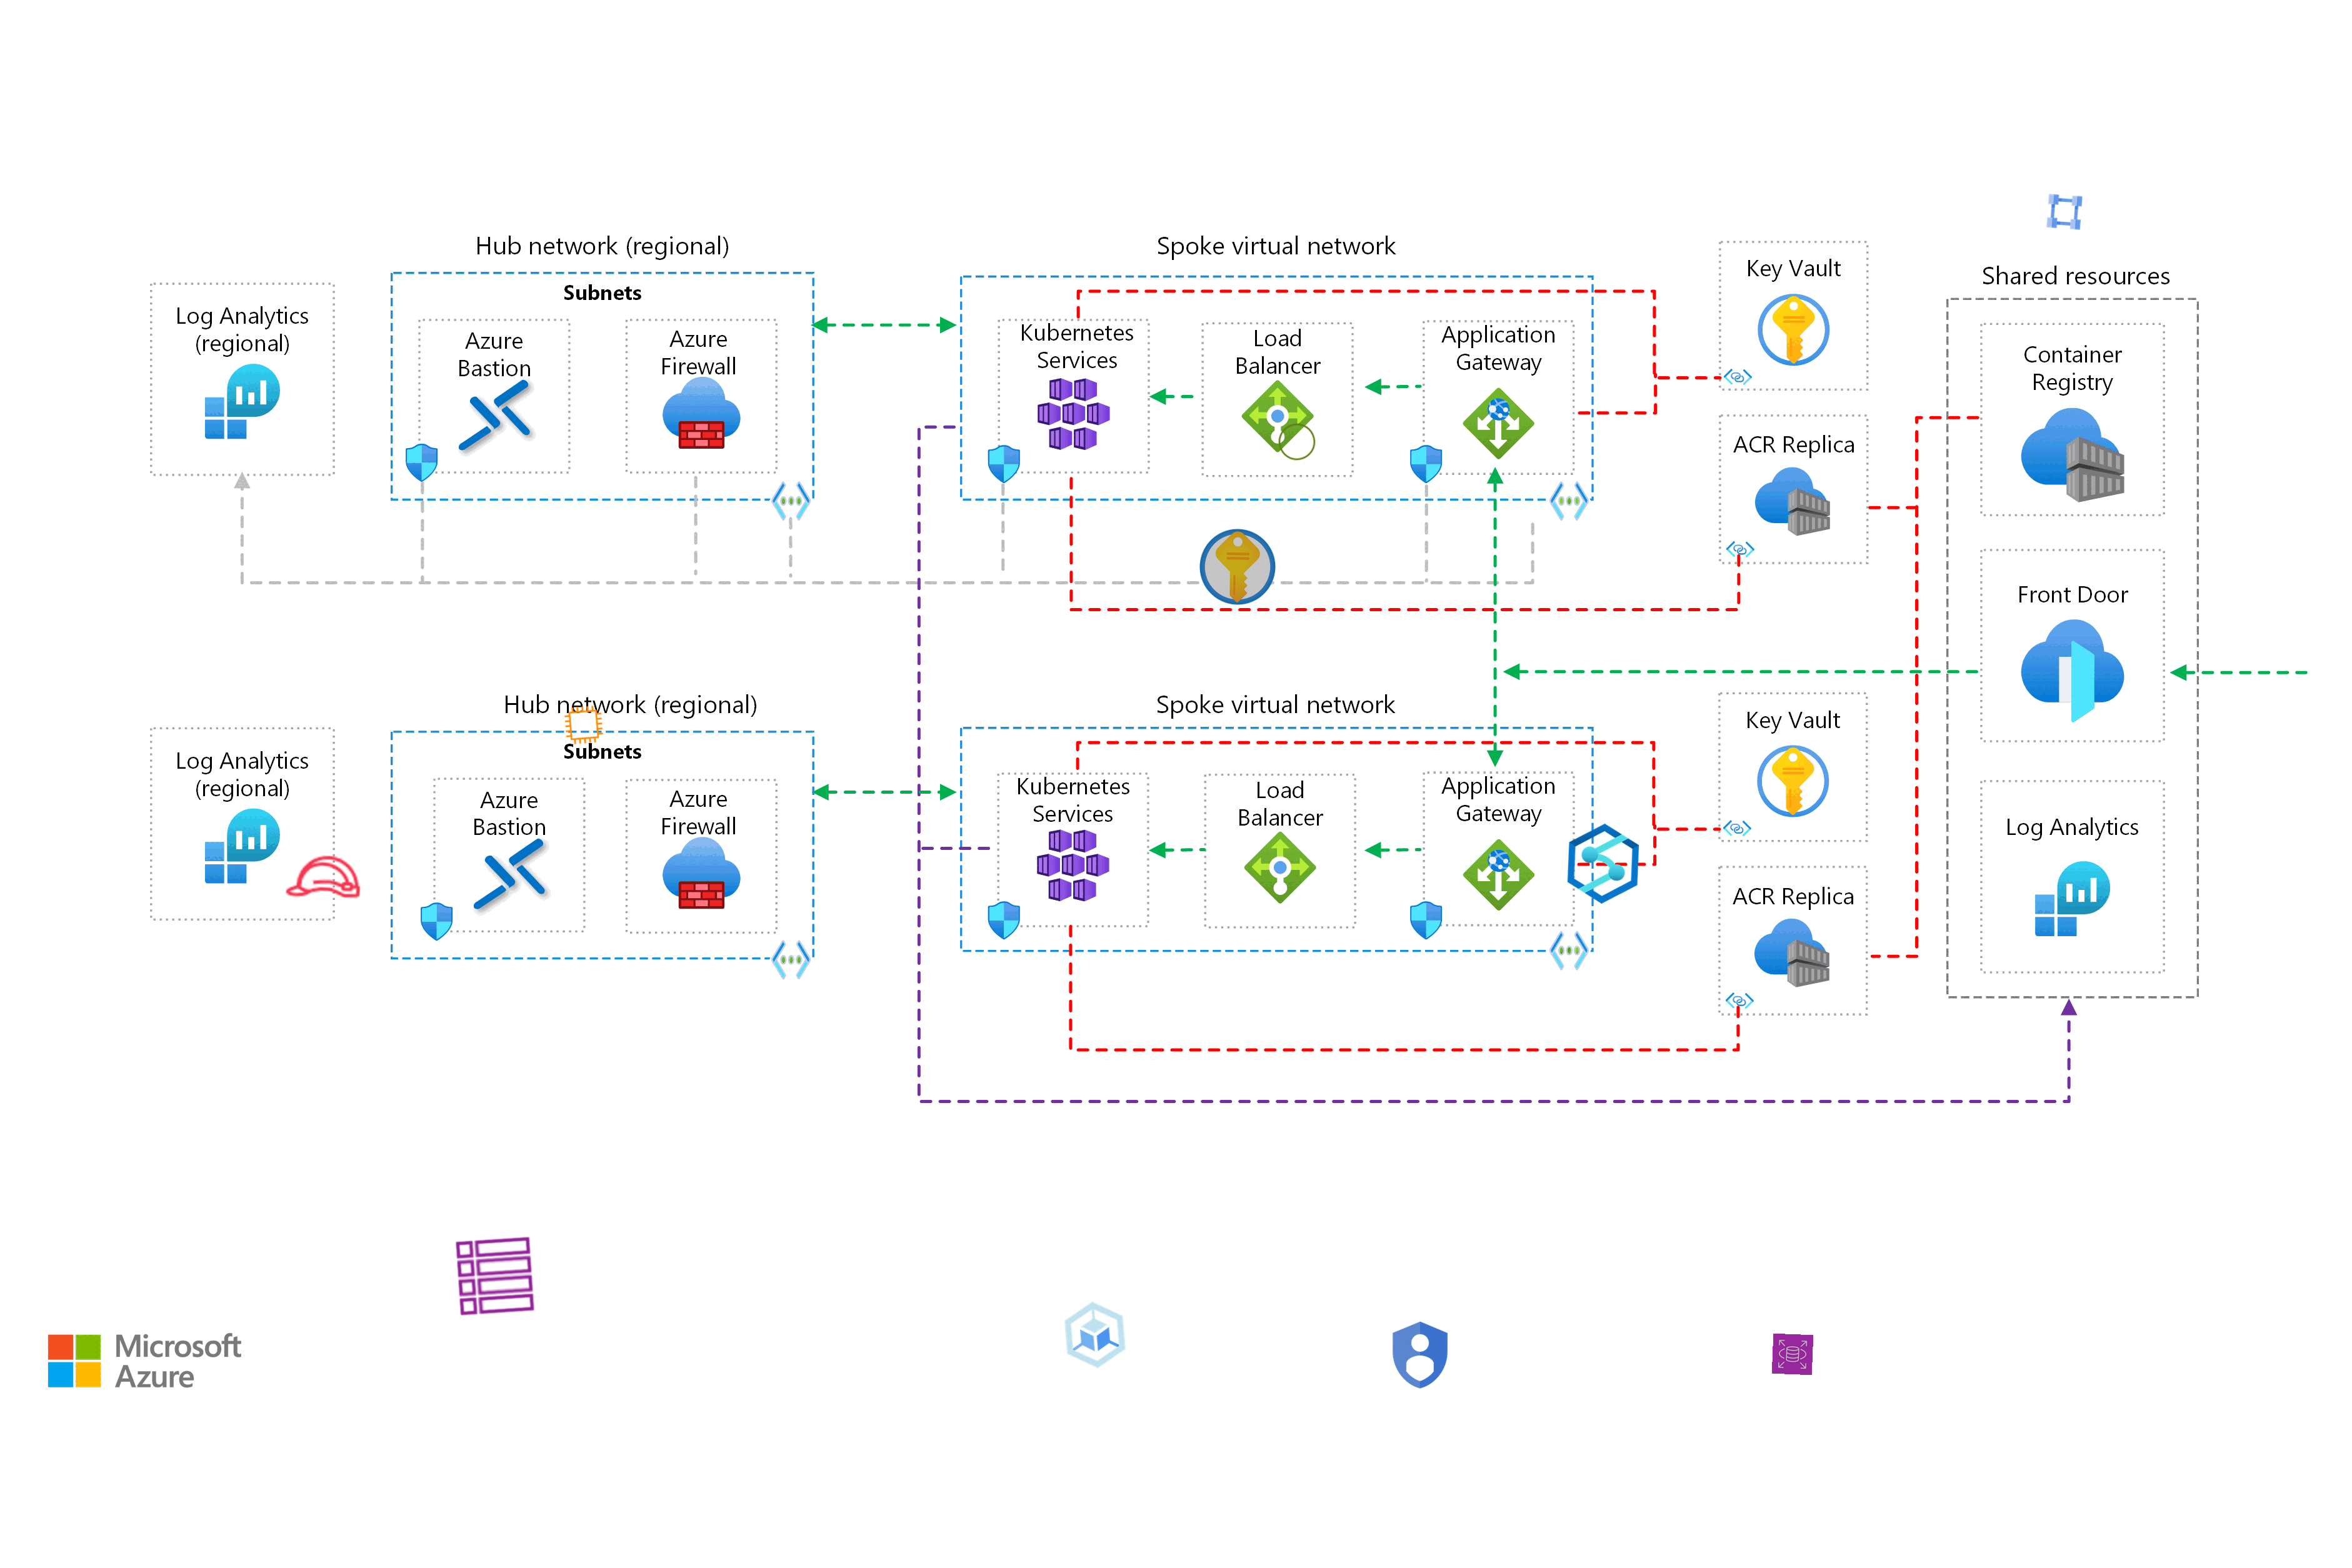 Hub network (regional)
Spoke virtual network
Key Vault
Shared resources
Subnets
Log Analytics
(regional)
Azure
Bastion
Azure
Firewall
Kubernetes
Services
Load
Balancer
Application
Gateway
Container
Registry
ACR Replica
Front Door
Hub network (regional)
Spoke virtual network
Key Vault
Subnets
Log Analytics
(regional)
Azure
Bastion
Azure
Firewall
Kubernetes
Services
Load
Balancer
Application
Gateway
Log Analytics
ACR Replica
Microsoft
Azure